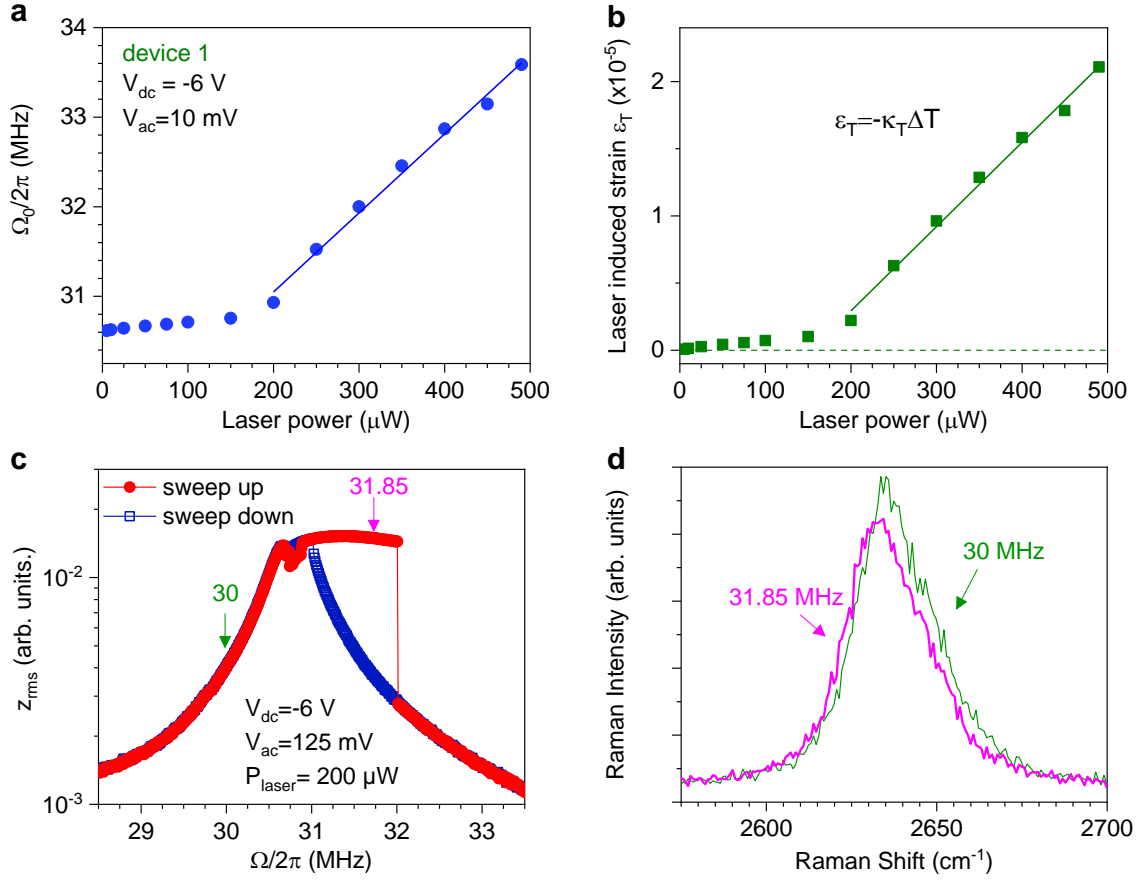 a
34
33
32
31
Ω₀/2π (MHz)
device 1
V_dc = -6 V
V_ac=10 mV
0 100 200 300 400 500
Laser power (μW)
b
2
1
0
Laser induced strain ε_T (x10⁻⁵)
ε_T=-κ_TΔT
0 100 200 300 400 500
Laser power (μW)
c
sweep up
sweep down
31.85
30
10⁻²
10⁻³
z_rms (arb. units.)
V_dc=-6 V
V_ac=125 mV
P_laser= 200 μW
29 30 31 32 33
Ω/2π (MHz)
d
Raman Intensity (arb. units)
30 MHz
31.85 MHz
2600 2650 2700
Raman Shift (cm⁻¹)